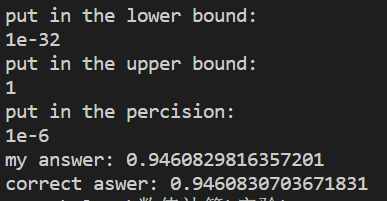 put in the lower bound:
1e-32
put in the upper bound:
1
put in the percision:
1e-6
my answer: 0.9460829816357201
correct aswer: 0.9460830703671831